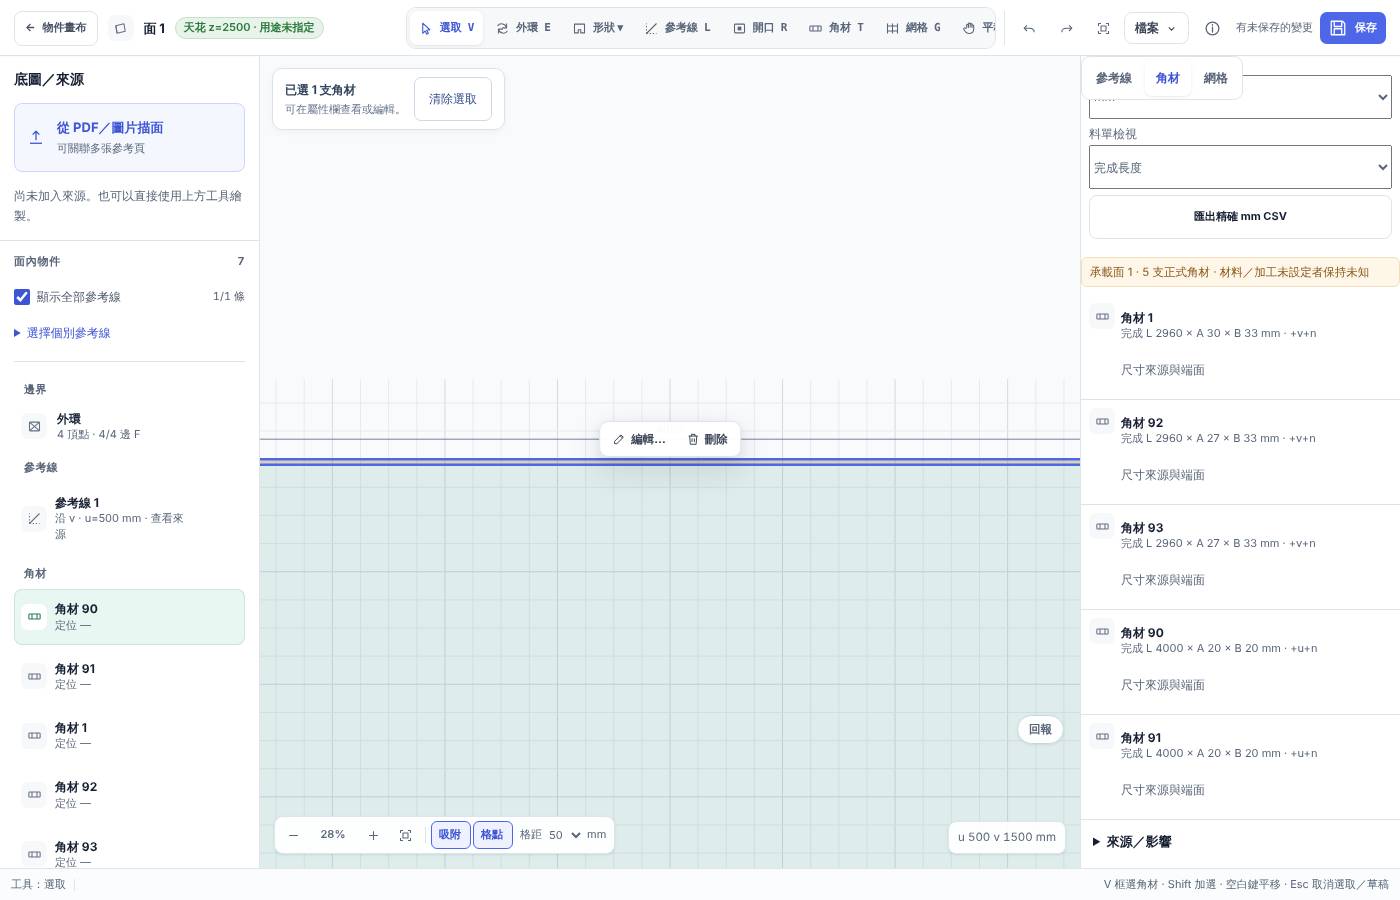 物件畫布
面 1
天花 z=2500 · 用途未指定
選取 V
外環 E
形狀▾
參考線 L
開口 R
角材 T
網格 G
檔案
有未保存的變更
保存
底圖／來源
從 PDF／圖片描面
可關聯多張參考頁
尚未加入來源。也可以直接使用上方工具繪
製。
面內物件
7
顯示全部參考線
1/1 條
選擇個別參考線
邊界
外環
4 頂點 · 4/4 邊 F
參考線
參考線 1
沿 v · u=500 mm · 查看來
源
角材
角材 90
定位 —
角材 91
定位 —
角材 1
定位 —
角材 92
定位 —
角材 93
定位 —
已選 1 支角材
可在屬性欄查看或編輯。
清除選取
編輯…
刪除
回報
28%
吸附
格點
格距
50
mm
u 500 v 1500 mm
參考線
角材
網格
料單檢視
完成長度
匯出精確 mm CSV
承載面 1 · 5 支正式角材 · 材料／加工未設定者保持未知
角材 1
完成 L 2960 × A 30 × B 33 mm · +v+n
尺寸來源與端面
角材 92
完成 L 2960 × A 27 × B 33 mm · +v+n
尺寸來源與端面
角材 93
完成 L 2960 × A 27 × B 33 mm · +v+n
尺寸來源與端面
角材 90
完成 L 4000 × A 20 × B 20 mm · +u+n
尺寸來源與端面
角材 91
完成 L 4000 × A 20 × B 20 mm · +u+n
尺寸來源與端面
來源／影響
工具：選取
V 框選角材 · Shift 加選 · 空白鍵平移 · Esc 取消選取／草稿